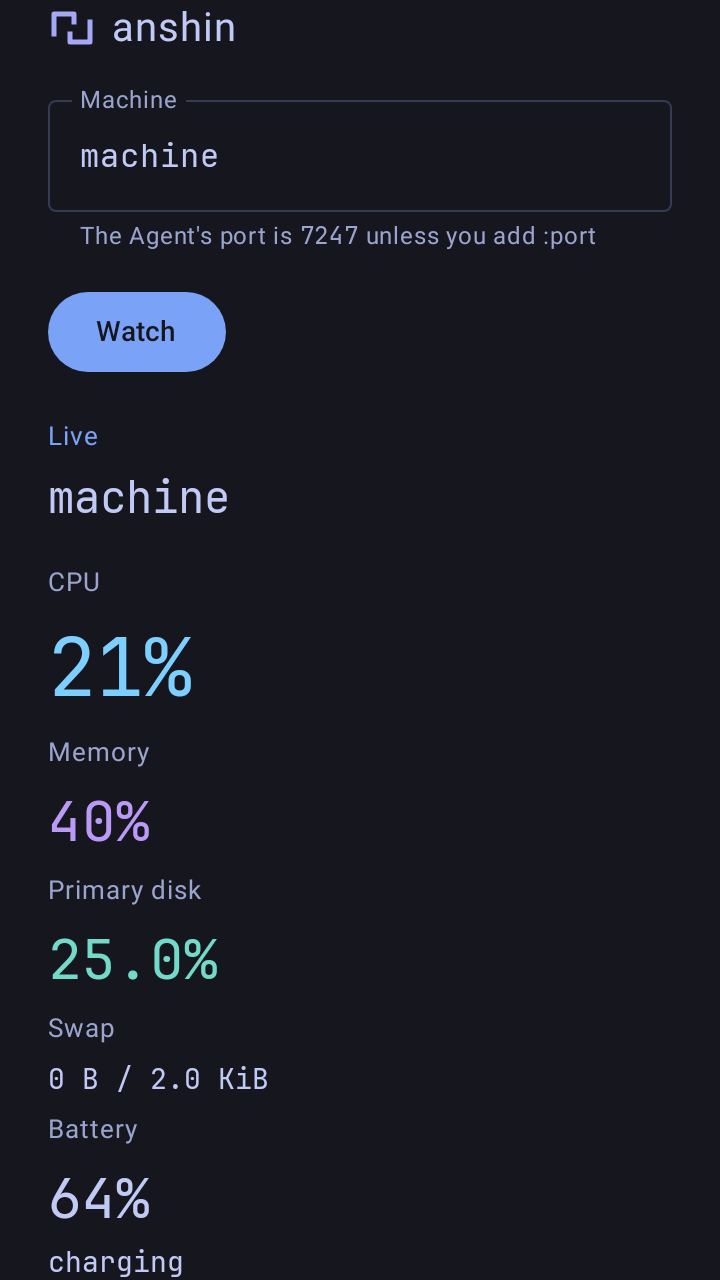 anshin
Machine
machine
The Agent's port is 7247 unless you add :port
Watch
Live
machine
CPU
21%
Memory
40%
Primary disk
25.0%
Swap
0 B / 2.0 KiB
Battery
64%
charging